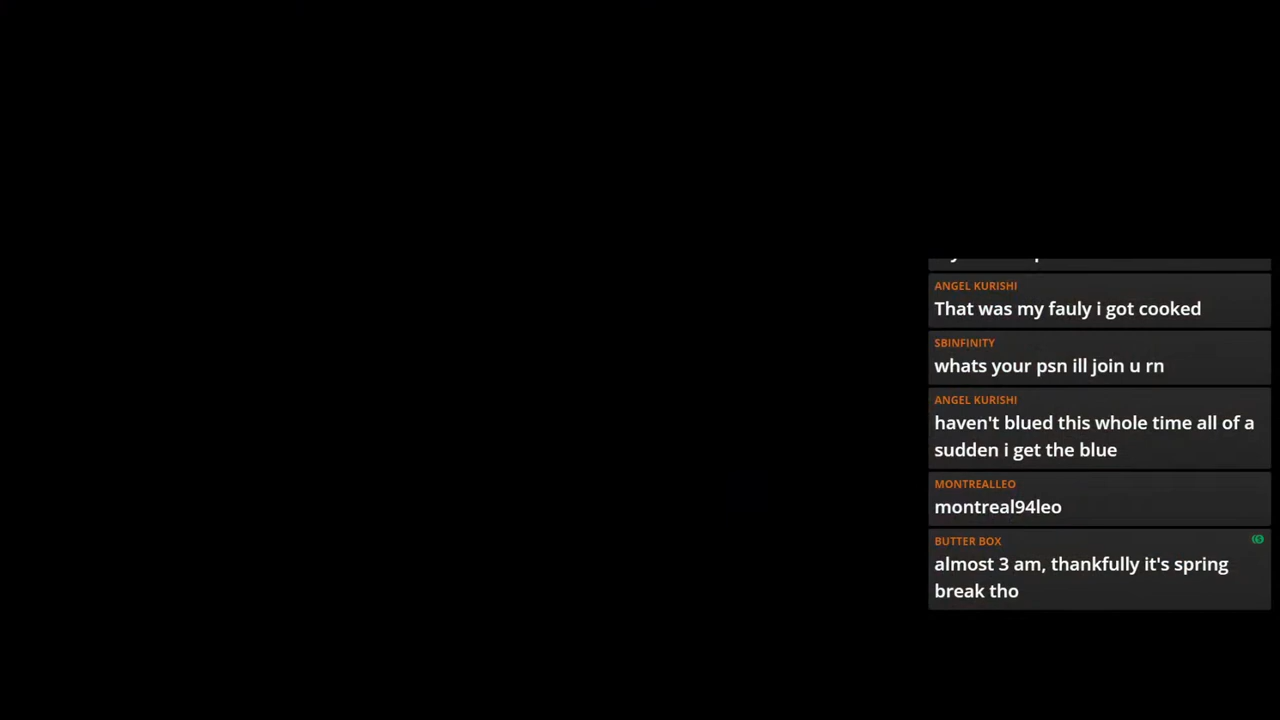 ANGEL KURISHI
That was my fauly i got cooked
SBINFINITY
whats your psn ill join u rn
ANGEL KURISHI
haven't blued this whole time all of a
sudden i get the blue
MONTREALLEO
montreal94leo
BUTTER BOX
almost 3 am, thankfully it's spring
break tho